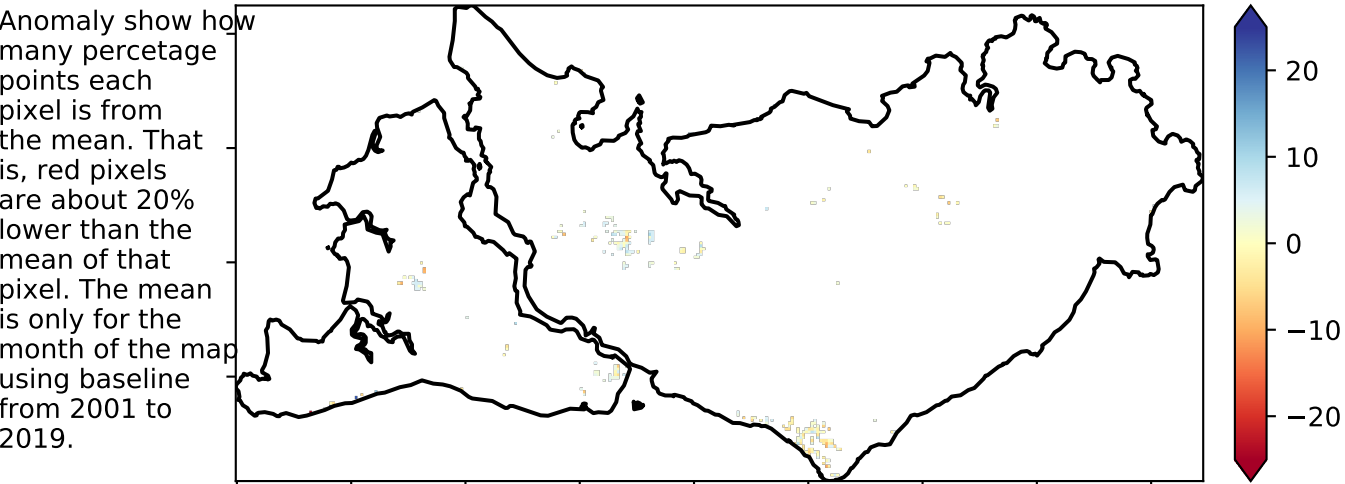 Anomaly show how
many percetage
points each
pixel is from
the mean. That
is, red pixels
are about 20%
lower than the
mean of that
pixel. The mean
is only for the
month of the map
using baseline
from 2001 to
2019.
20
10
0
−10
−20